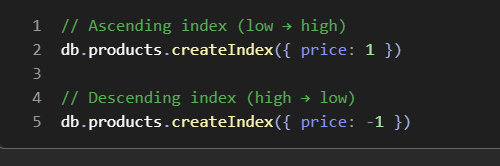 1 // Ascending index (low → high)
2 db.products.createIndex({ price: 1 })
3
4 // Descending index (high → low)
5 db.products.createIndex({ price: -1 })